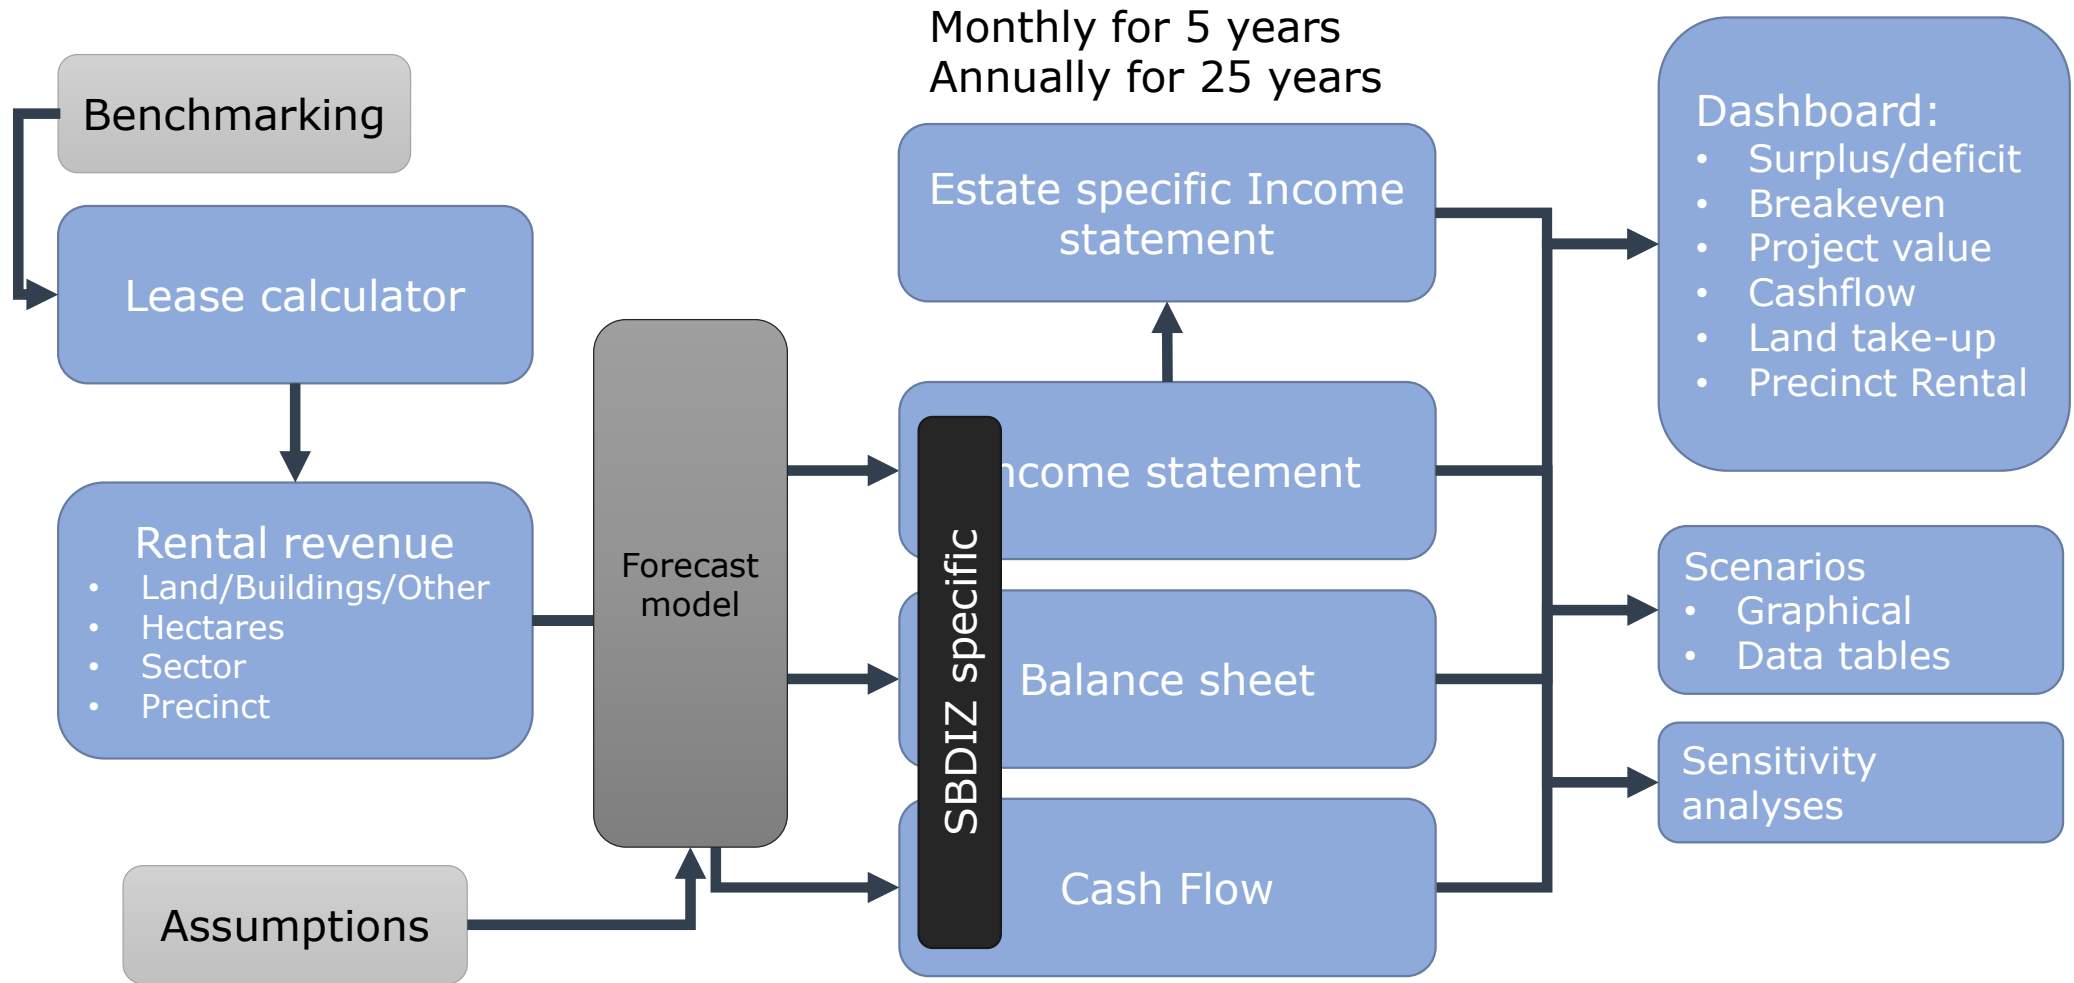 Monthly for 5 years
Annually for 25 years
Benchmarking
Lease calculator
Rental revenue
• Land/Buildings/Other
• Hectares
• Sector
• Precinct
Assumptions
Forecast
model
Estate specific Income
statement
SBDIZ specific
ncome statement
Balance sheet
Cash Flow
Dashboard:
• Surplus/deficit
• Breakeven
• Project value
• Cashflow
• Land take-up
• Precinct Rental
Scenarios
• Graphical
• Data tables
Sensitivity
analyses